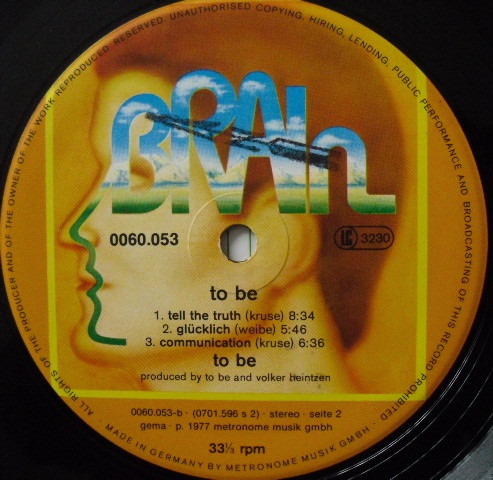 ALL RIGHTS OF THE PRODUCER AND OF THE OWNER OF THE WORK REPRODUCED RESERVED. UNAUTHORISED COPYING, HIRING, LENDING, PUBLIC PERFORMANCE AND BROADCASTING OF THIS RECORD PROHIBITED
BRAIN
0060.053
LC 3230
to be
1. tell the truth (kruse) 8:34
2. glücklich (weibe) 5:46
3. communication (kruse) 6:36
to be
produced by to be and volker heintzen
0060.053-b · (0701.596 s 2) · stereo · seite 2
gema · p. 1977 metronome musik gmbh
33⅓ rpm
· MADE IN GERMANY BY METRONOME MUSIK GMBH ·